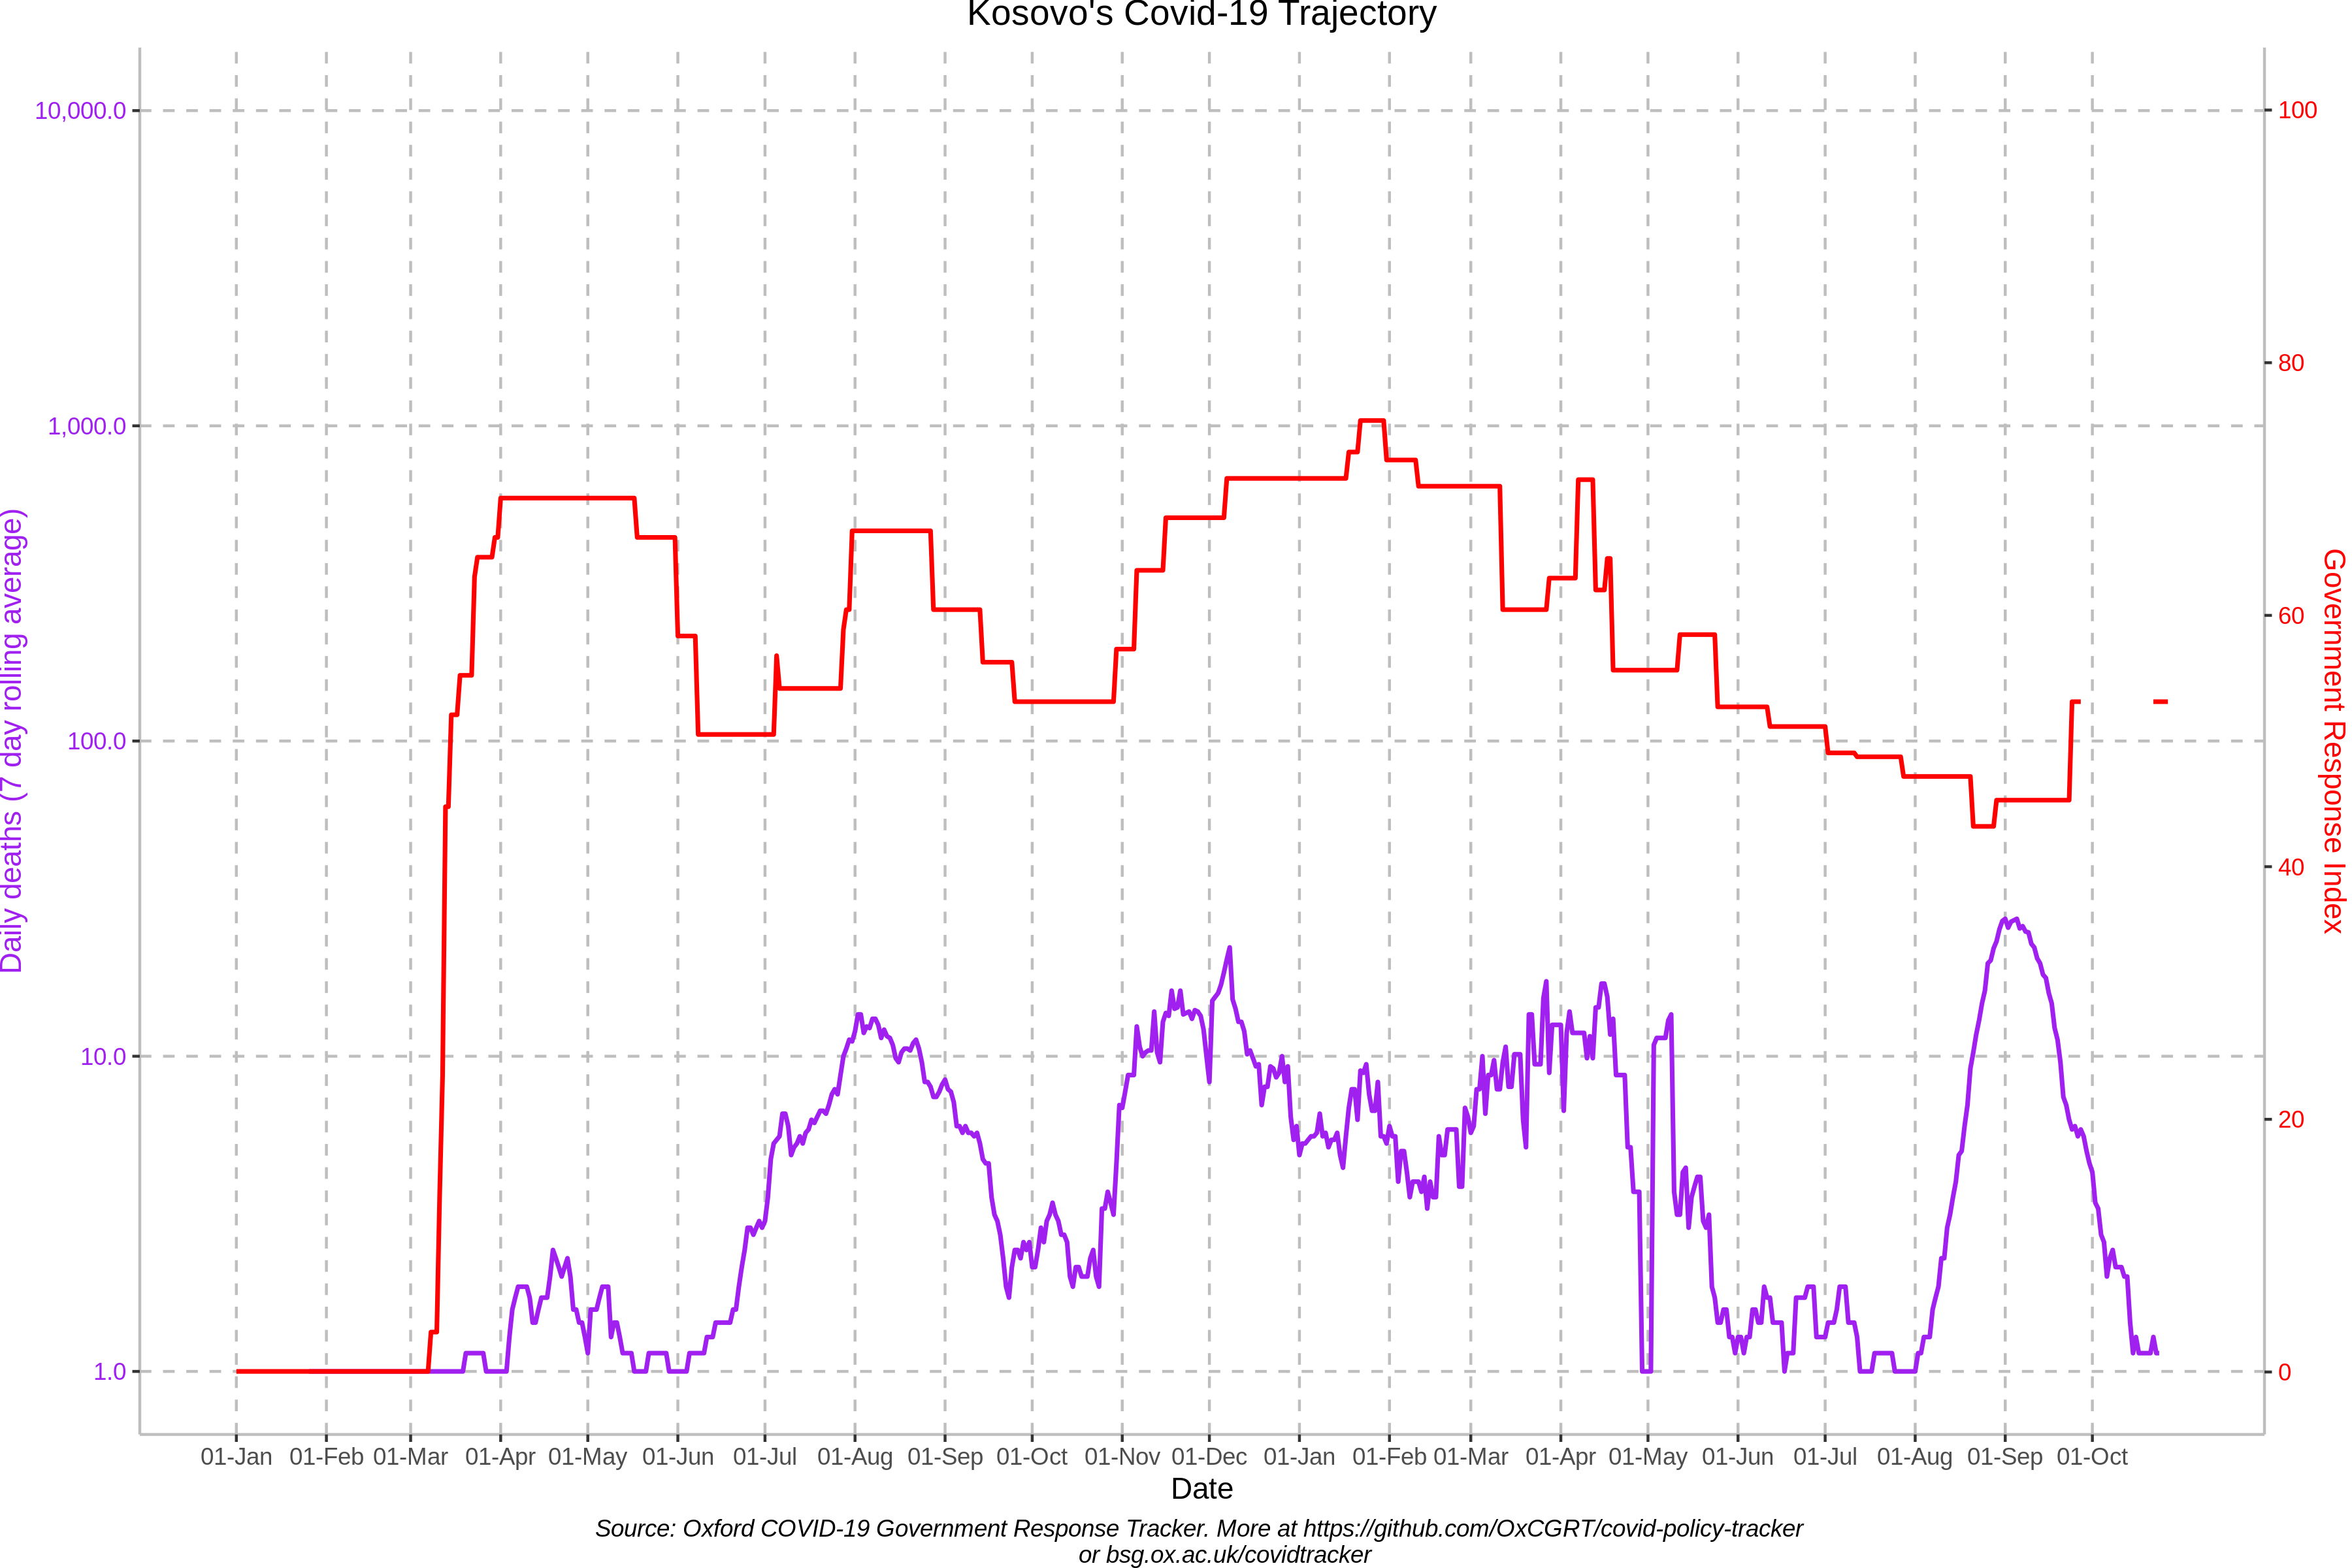 Kosovo's Covid-19 Trajectory
10,000.0
1,000.0
100.0
10.0
1.0
Daily deaths (7 day rolling average)
100
80
60
40
20
0
Government Response Index
01-Jan 01-Feb 01-Mar 01-Apr 01-May 01-Jun 01-Jul 01-Aug 01-Sep 01-Oct 01-Nov 01-Dec 01-Jan 01-Feb 01-Mar 01-Apr 01-May 01-Jun 01-Jul 01-Aug 01-Sep 01-Oct
Date
Source: Oxford COVID-19 Government Response Tracker. More at https://github.com/OxCGRT/covid-policy-tracker
or bsg.ox.ac.uk/covidtracker